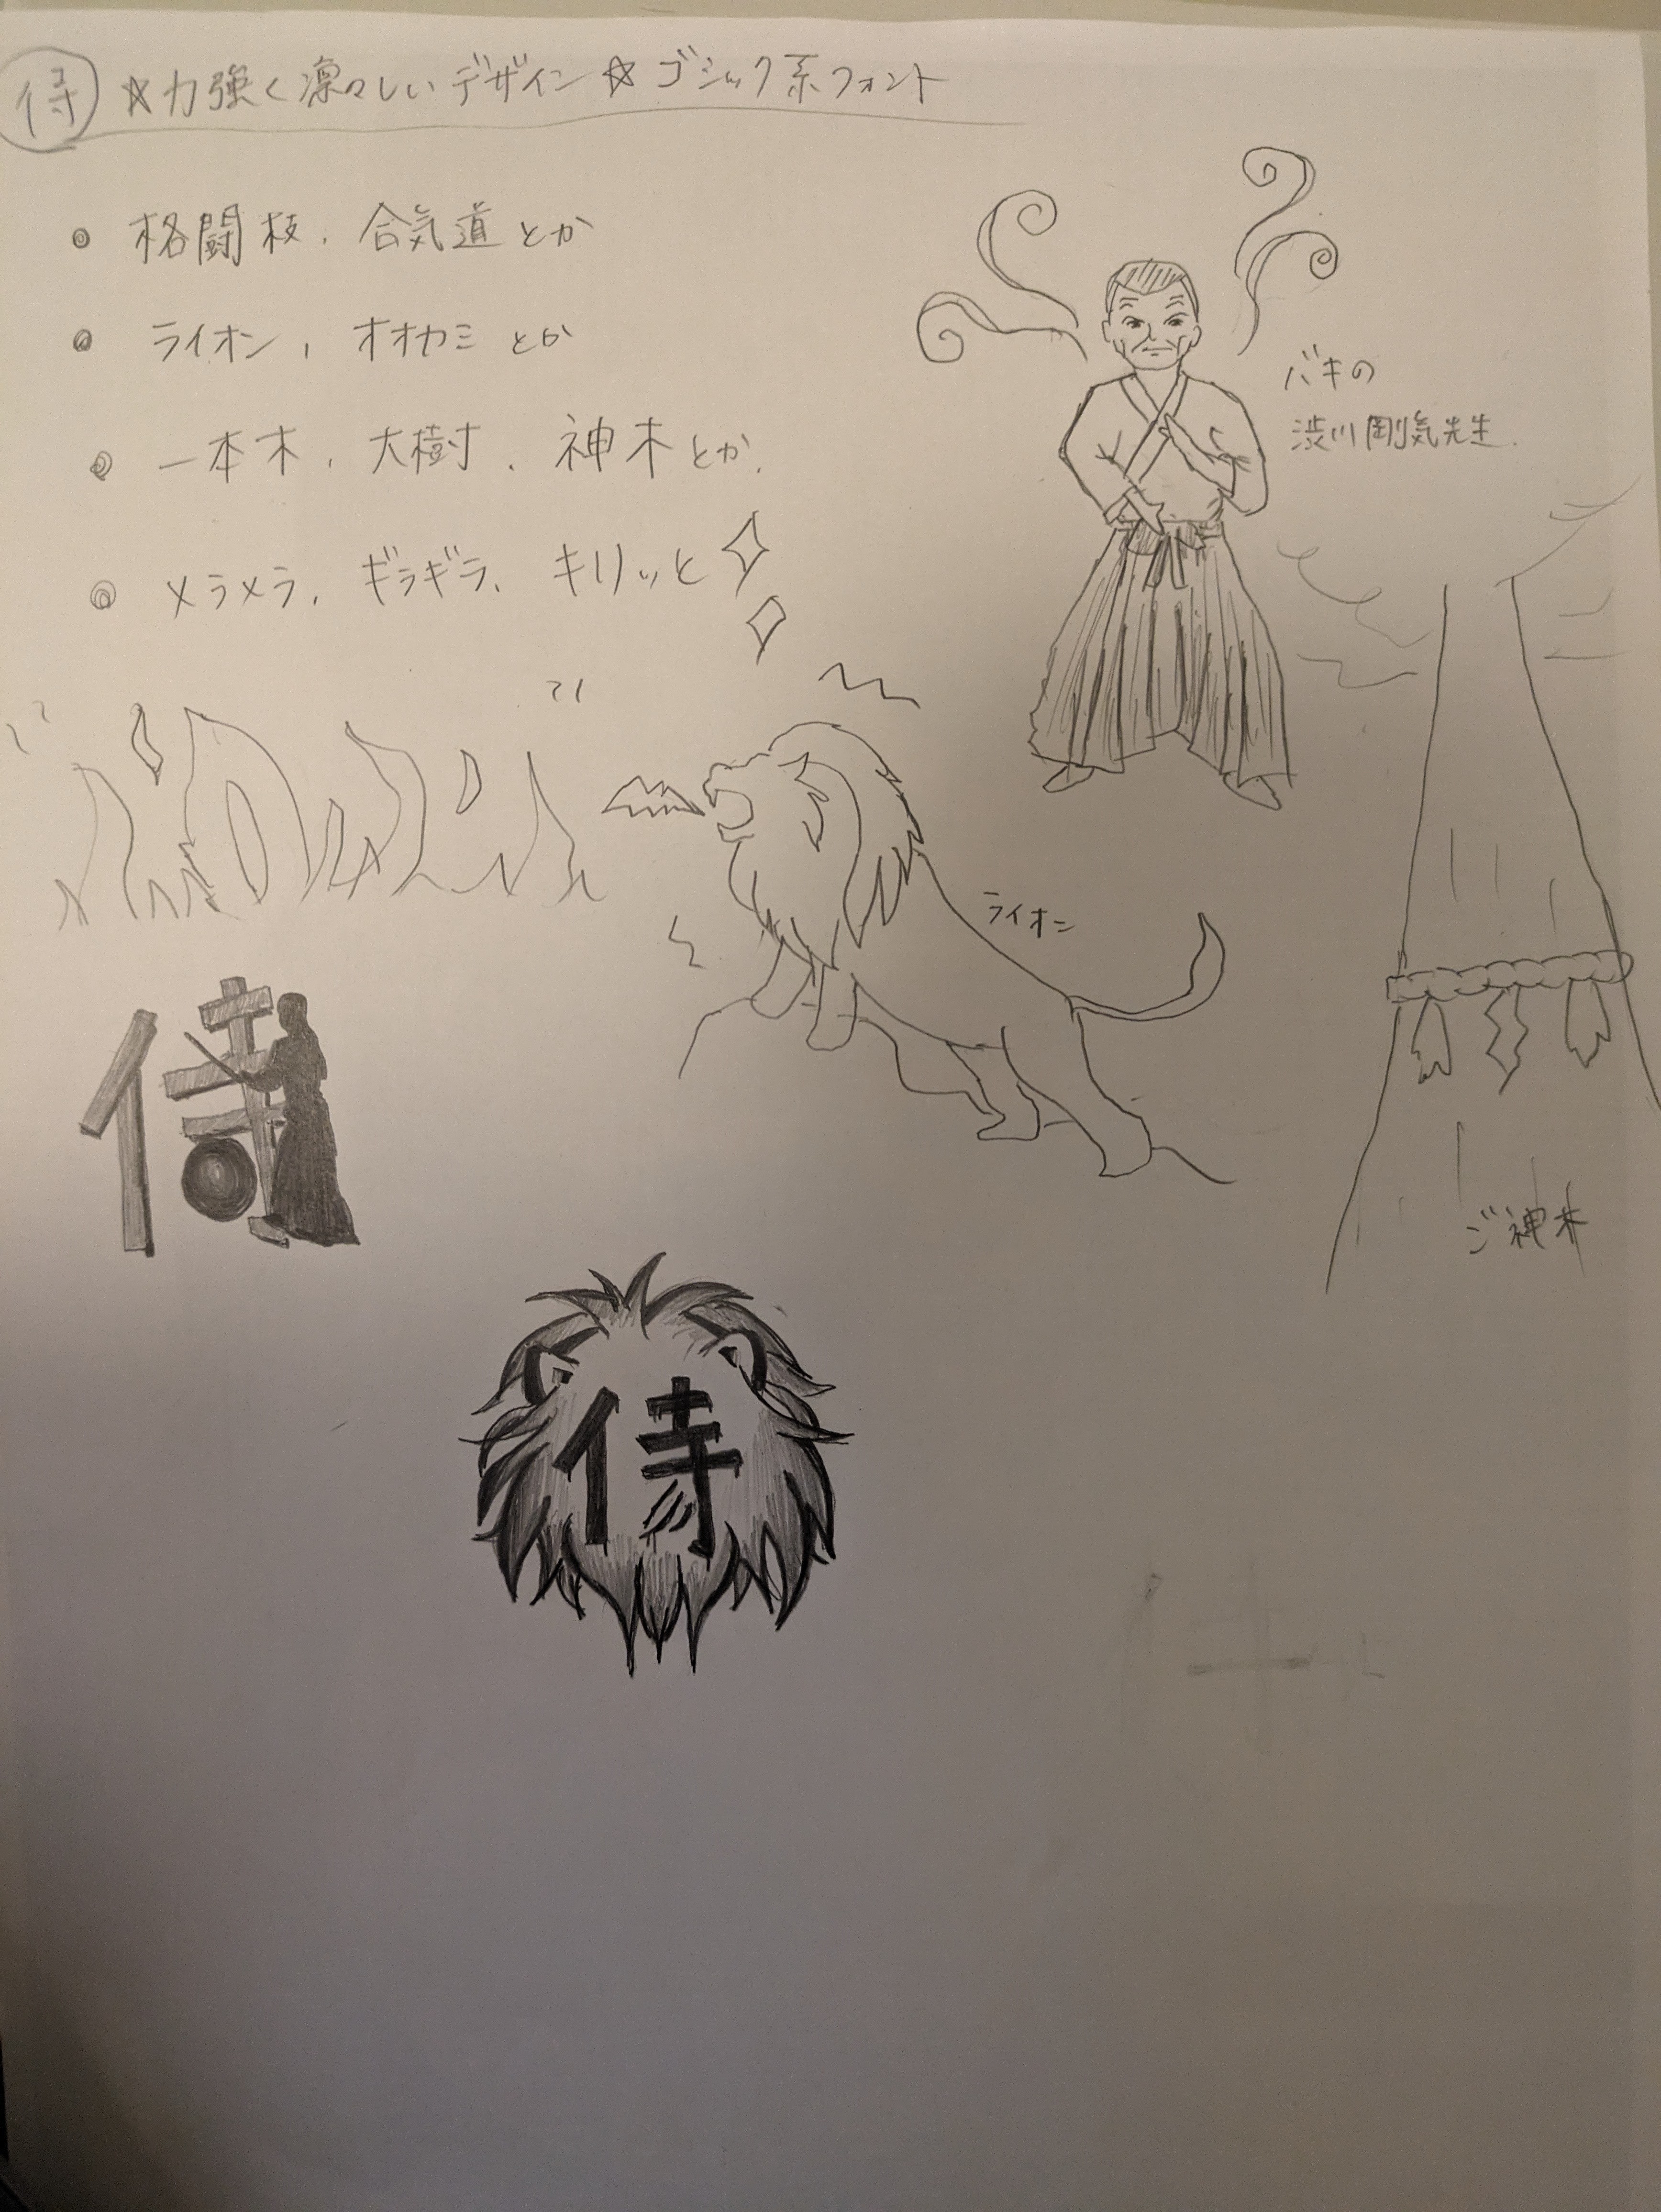 侍 ☆力強く凛々しいデザイン☆ゴシック系フォント
格闘技、合気道とか
ライオン、オオカミとか
一本木、大樹、神木とか、
メラメラ、ギラギラ、キリッと
バキの
渋川剛気先生
ライオン
ご神木
侍
侍